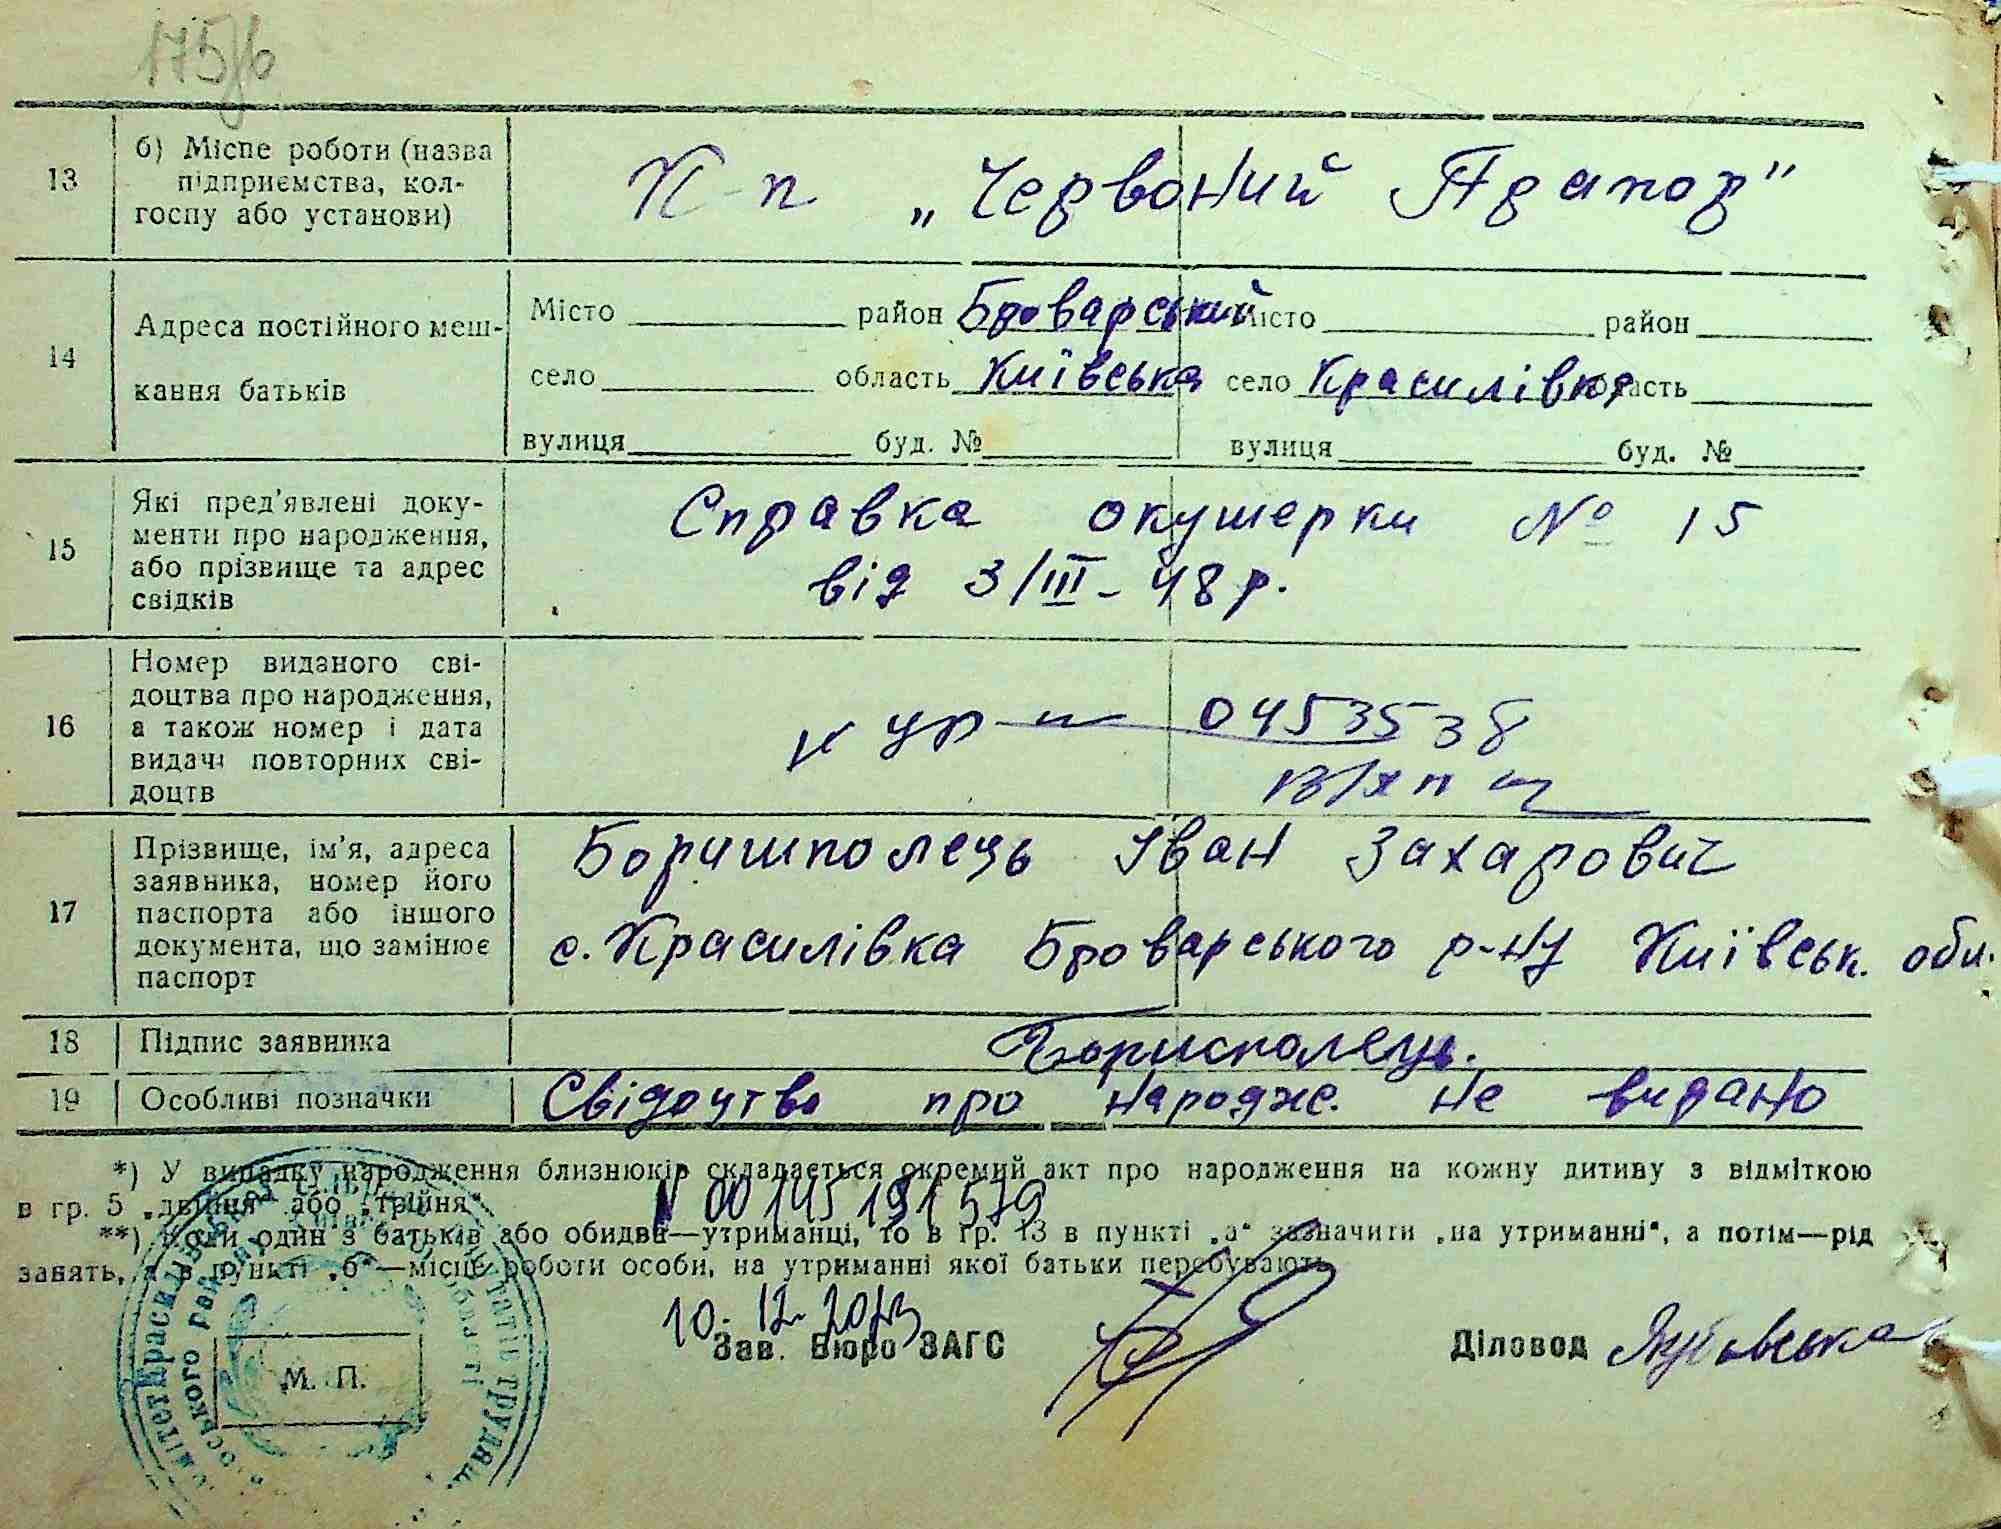 175/в
13
б) Місце роботи (назва
підприємства, кол-
госпу або установи)
К-п „Червоний Прапор"
14
Адреса постійного меш-
кання батьків
Місто район Броварський місто район
село область Київська село Красилівка область
вулиця буд. № вулиця буд. №
15
Які пред'явлені доку-
менти про народження,
або прізвище та адрес
свідків
Справка окушерки № 15
від 3/III-48р.
16
Номер виданого сві-
доцтва про народження,
а також номер і дата
видачі повторних сві-
доцтв
0453538
17
Прізвище, ім'я, адреса
заявника, номер його
паспорта або іншого
документа, що замінює
паспорт
Боришполець Іван Захарович
с. Красилівка Броварського р-ну Київськ. обл.
18
Підпис заявника
Борисполець.
19
Особливі позначки
Свідоцтво про народж. не видано
*) У випадку народження близнюків складається окремий акт про народження на кожну дитину з відміткою
в гр. 5 „двійня" або „трійня".
N 00145191579
**) Коли один з батьків або обидва—утриманці, то в гр. 13 в пункті „а" зазначити „на утриманні", а потім—рід
занять, а в пункті „б"—місце роботи особи, на утриманні якої батьки перебувають.
10.12.2013
Зав. Бюро ЗАГС
Діловод
М. П.